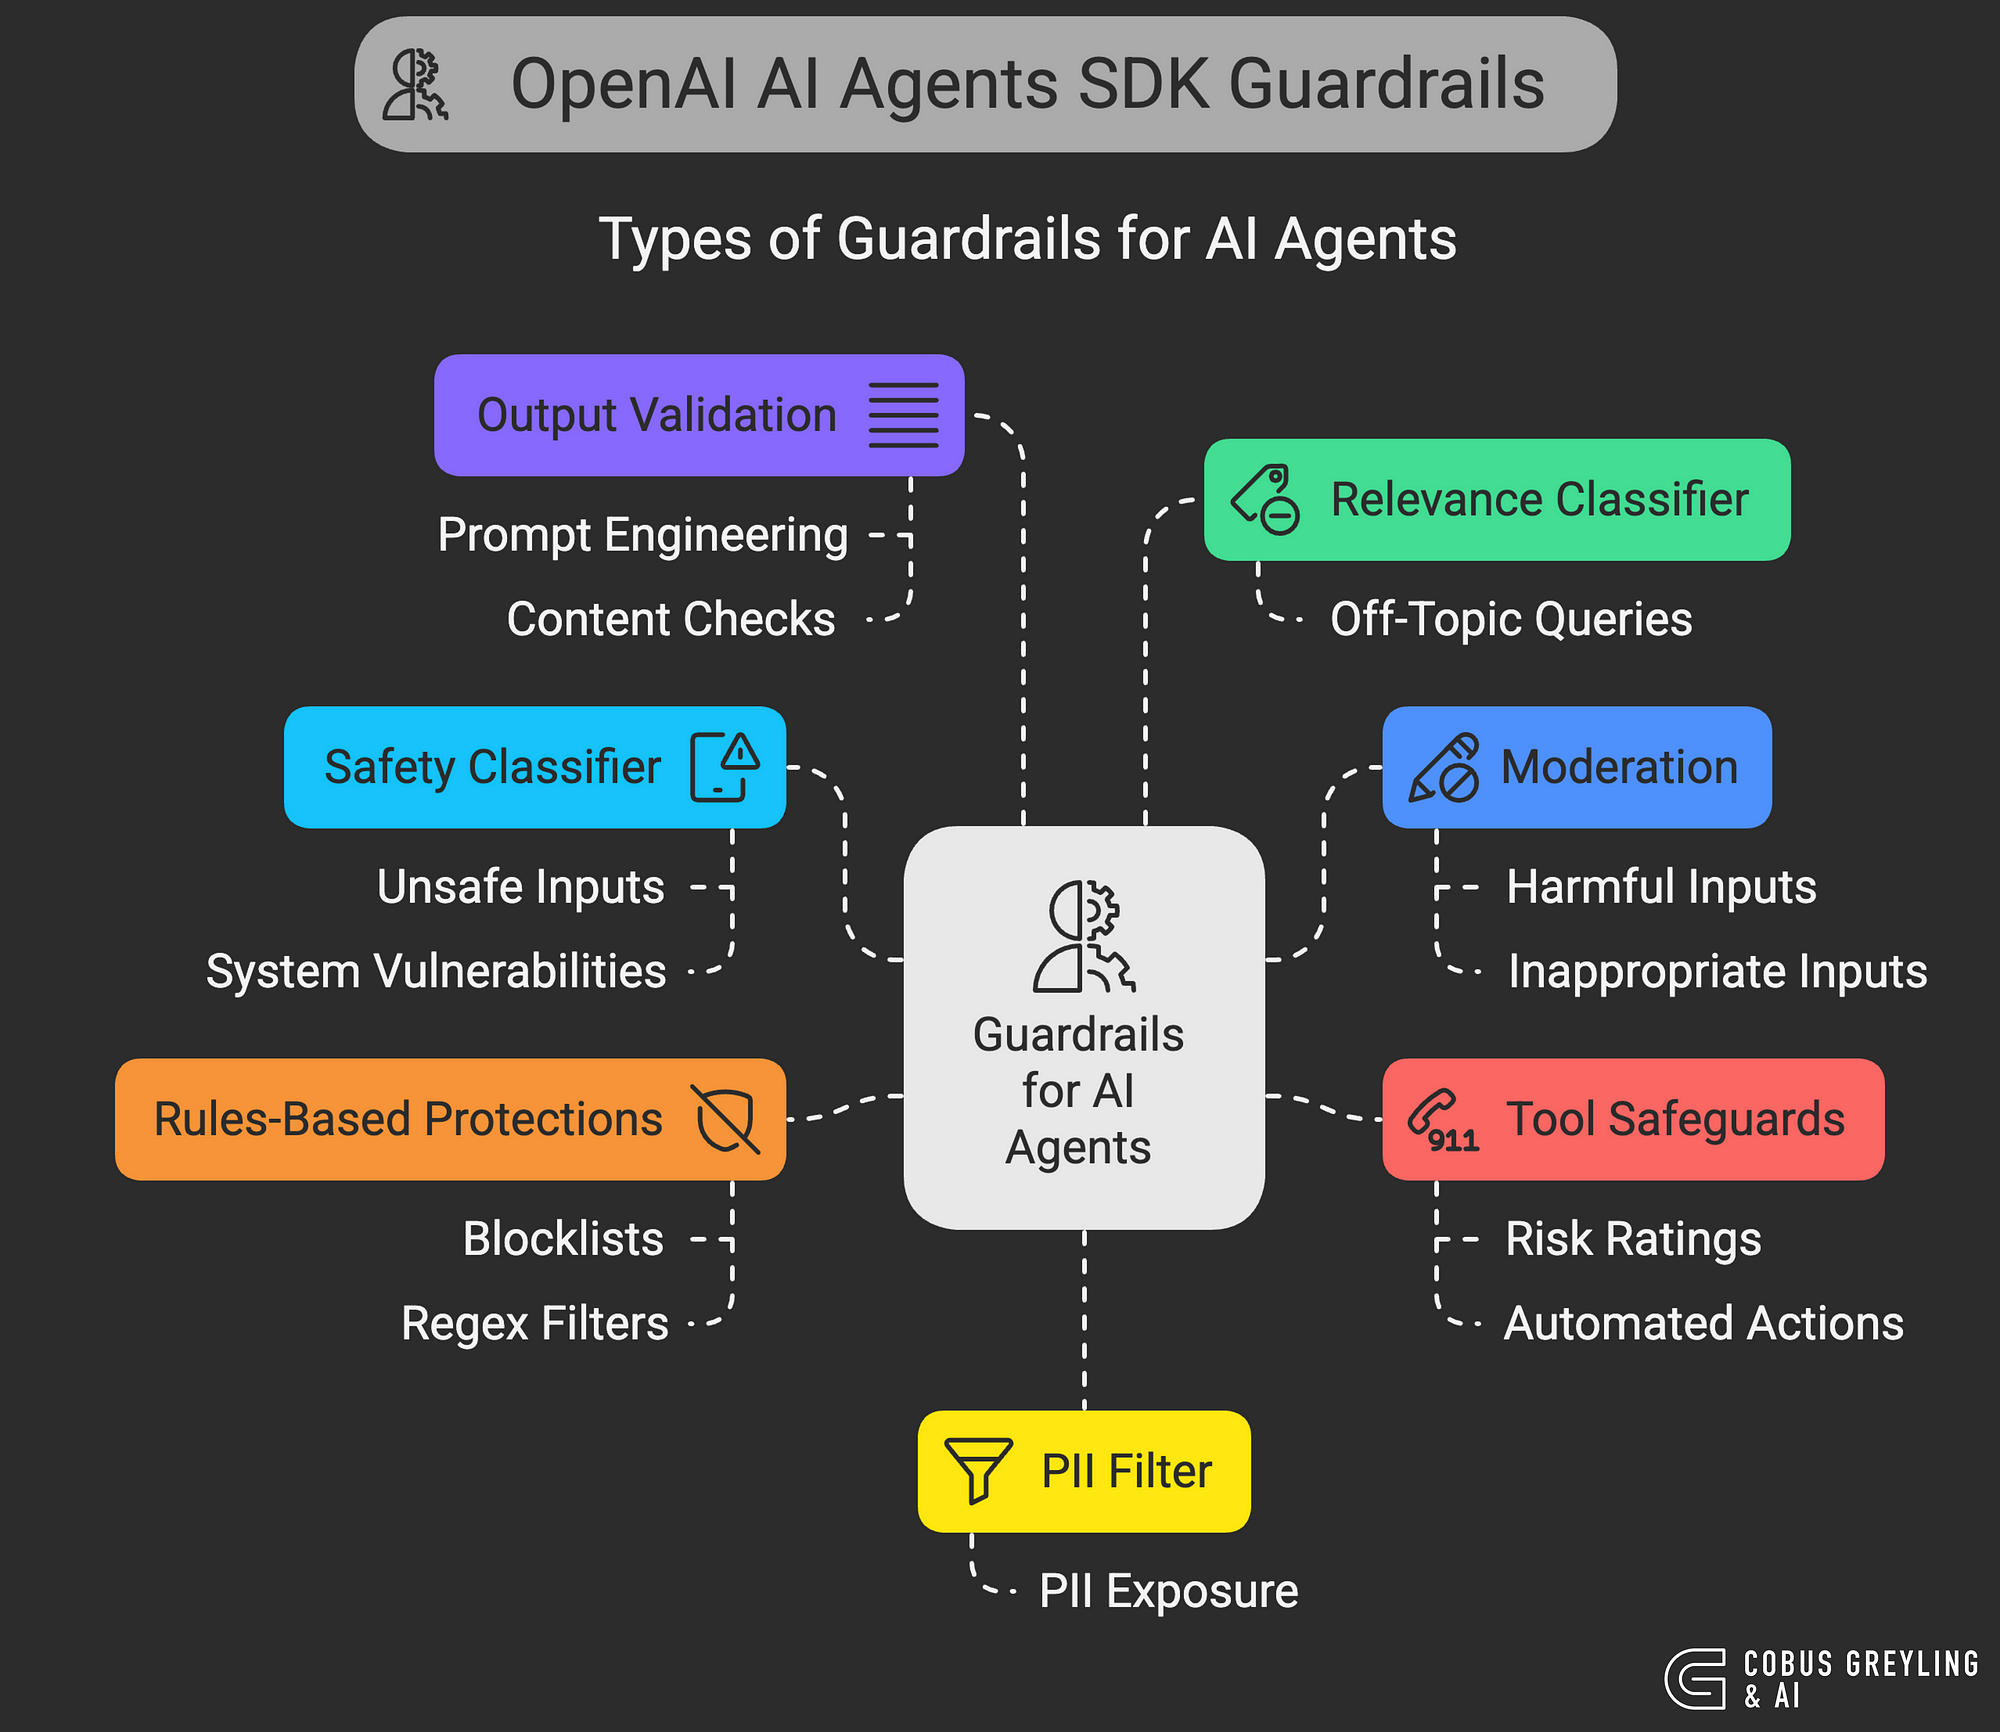 OpenAI AI Agents SDK Guardrails
Types of Guardrails for AI Agents
Output Validation
Prompt Engineering
Content Checks
Relevance Classifier
Off-Topic Queries
Safety Classifier
Unsafe Inputs
System Vulnerabilities
Moderation
Harmful Inputs
Inappropriate Inputs
Guardrails
for AI
Agents
Rules-Based Protections
Blocklists
Regex Filters
911
Tool Safeguards
Risk Ratings
Automated Actions
PII Filter
PII Exposure
COBUS GREYLING
& AI